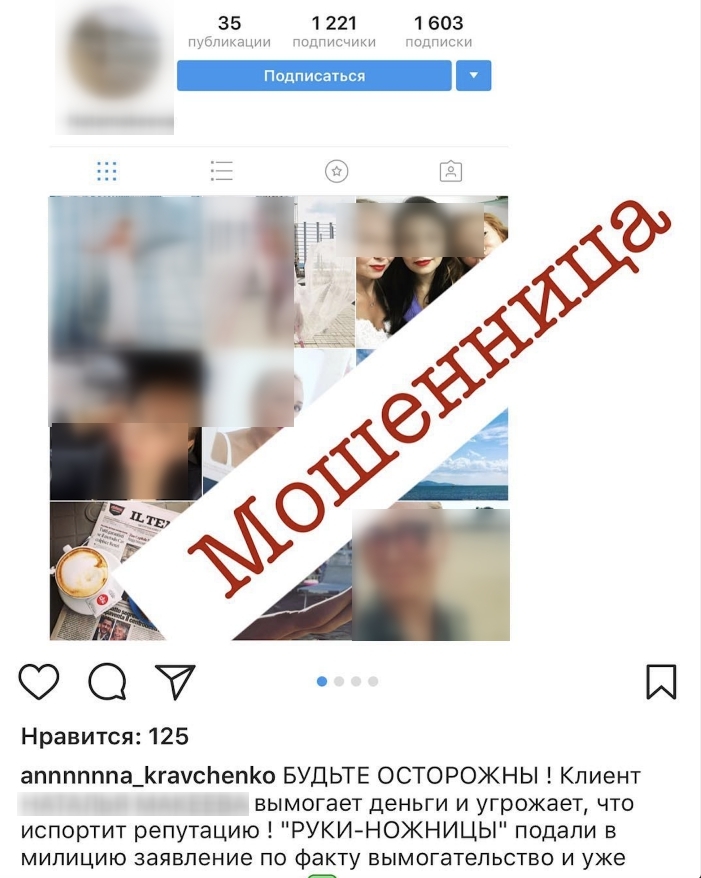 35 1 221 1 603
публикации подписчики подписки
Подписаться
Мошенница
IL TE
Нравится: 125
annnnnna_kravchenko БУДЬТЕ ОСТОРОЖНЫ ! Клиент
вымогает деньги и угрожает, что
испортит репутацию ! "РУКИ-НОЖНИЦЫ" подали в
милицию заявление по факту вымогательство и уже